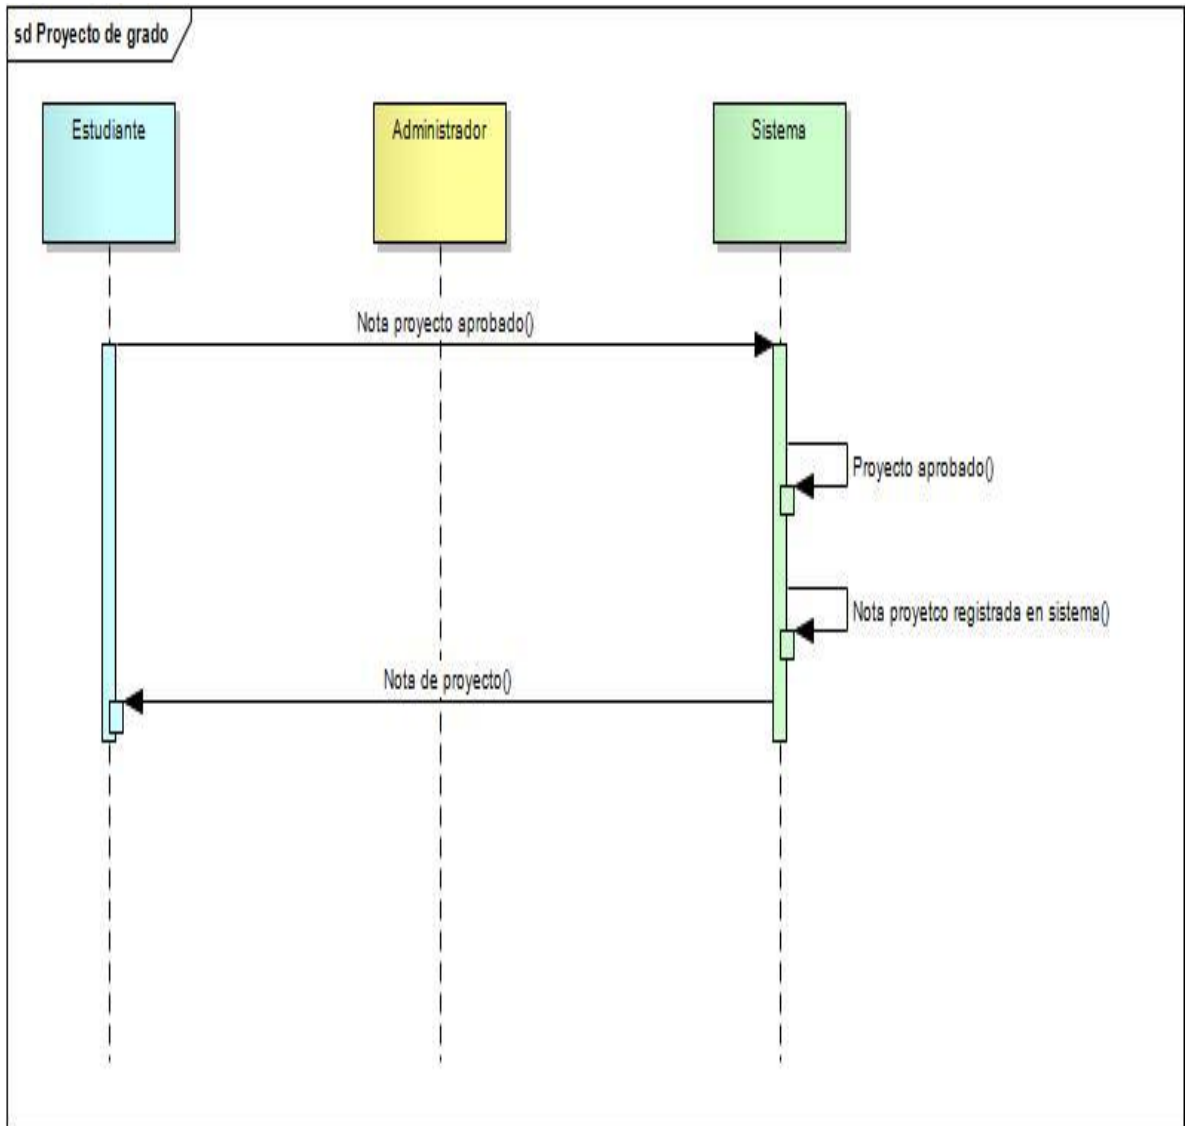 sd Proyecto de grado
Estudiante
Administrador
Sistema
Nota proyecto aprobado()
Proyecto aprobado()
Nota proyetco registrada en sistema()
Nota de proyecto()